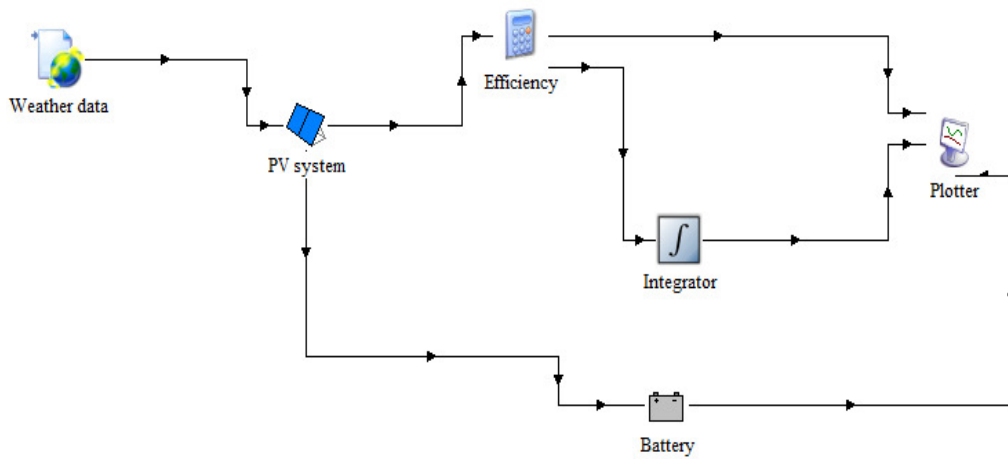 Weather data
Efficiency
PV system
Plotter
Integrator
Battery